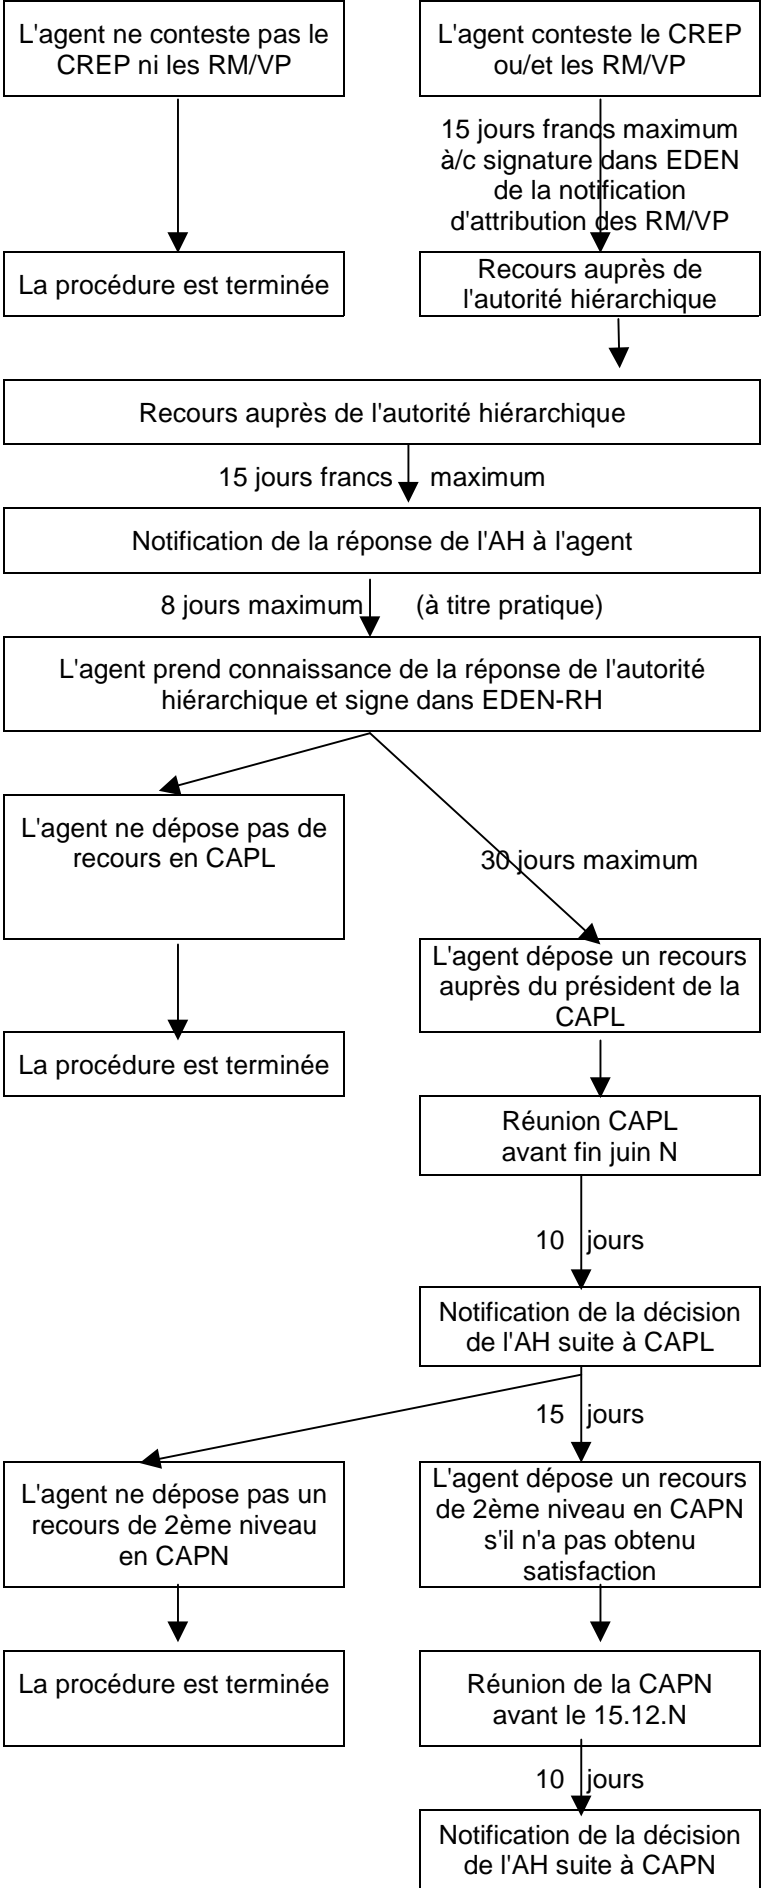 L'agent ne conteste pas le
CREP ni les RM/VP
L'agent conteste le CREP
ou/et les RM/VP
15 jours francs maximum
à/c signature dans EDEN
de la notification
d'attribution des RM/VP
La procédure est terminée
Recours auprès de
l'autorité hiérarchique
Recours auprès de l'autorité hiérarchique
15 jours francs maximum
Notification de la réponse de l'AH à l'agent
8 jours maximum (à titre pratique)
L'agent prend connaissance de la réponse de l'autorité
hiérarchique et signe dans EDEN-RH
L'agent ne dépose pas de
recours en CAPL
30 jours maximum
L'agent dépose un recours
auprès du président de la
CAPL
La procédure est terminée
Réunion CAPL
avant fin juin N
10 jours
Notification de la décision
de l'AH suite à CAPL
15 jours
L'agent ne dépose pas un
recours de 2ème niveau
en CAPN
L'agent dépose un recours
de 2ème niveau en CAPN
s'il n'a pas obtenu
satisfaction
La procédure est terminée
Réunion de la CAPN
avant le 15.12.N
10 jours
Notification de la décision
de l'AH suite à CAPN